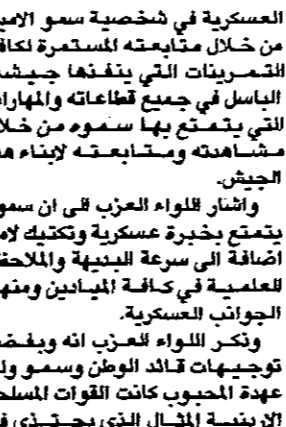 العسكرية في شخصية سمو الامير
من خلال متابعته المستمرة لكافة
التمرينات التي ينفذها جيشه
الباسل في جميع قطاعاته والمهارات
التي يتمتع بها سموه من خلال
مشاهدته ومتابعته لابناء هذا
الجيش.
واشار اللواء العزب الى ان سمو
يتمتع بخبرة عسكرية وتكتيك
اضافة الى سرعة البديهة والملاحظة
العلمية في كافة الميادين ومنها
الجوانب العسكرية.
وذكر اللواء العزب انه وبفضل
توجيهات قائد الوطن وسمو ولي
عهدة المحبوب كانت القوات المسلحة
الاردنية المثال الذي يحتذى